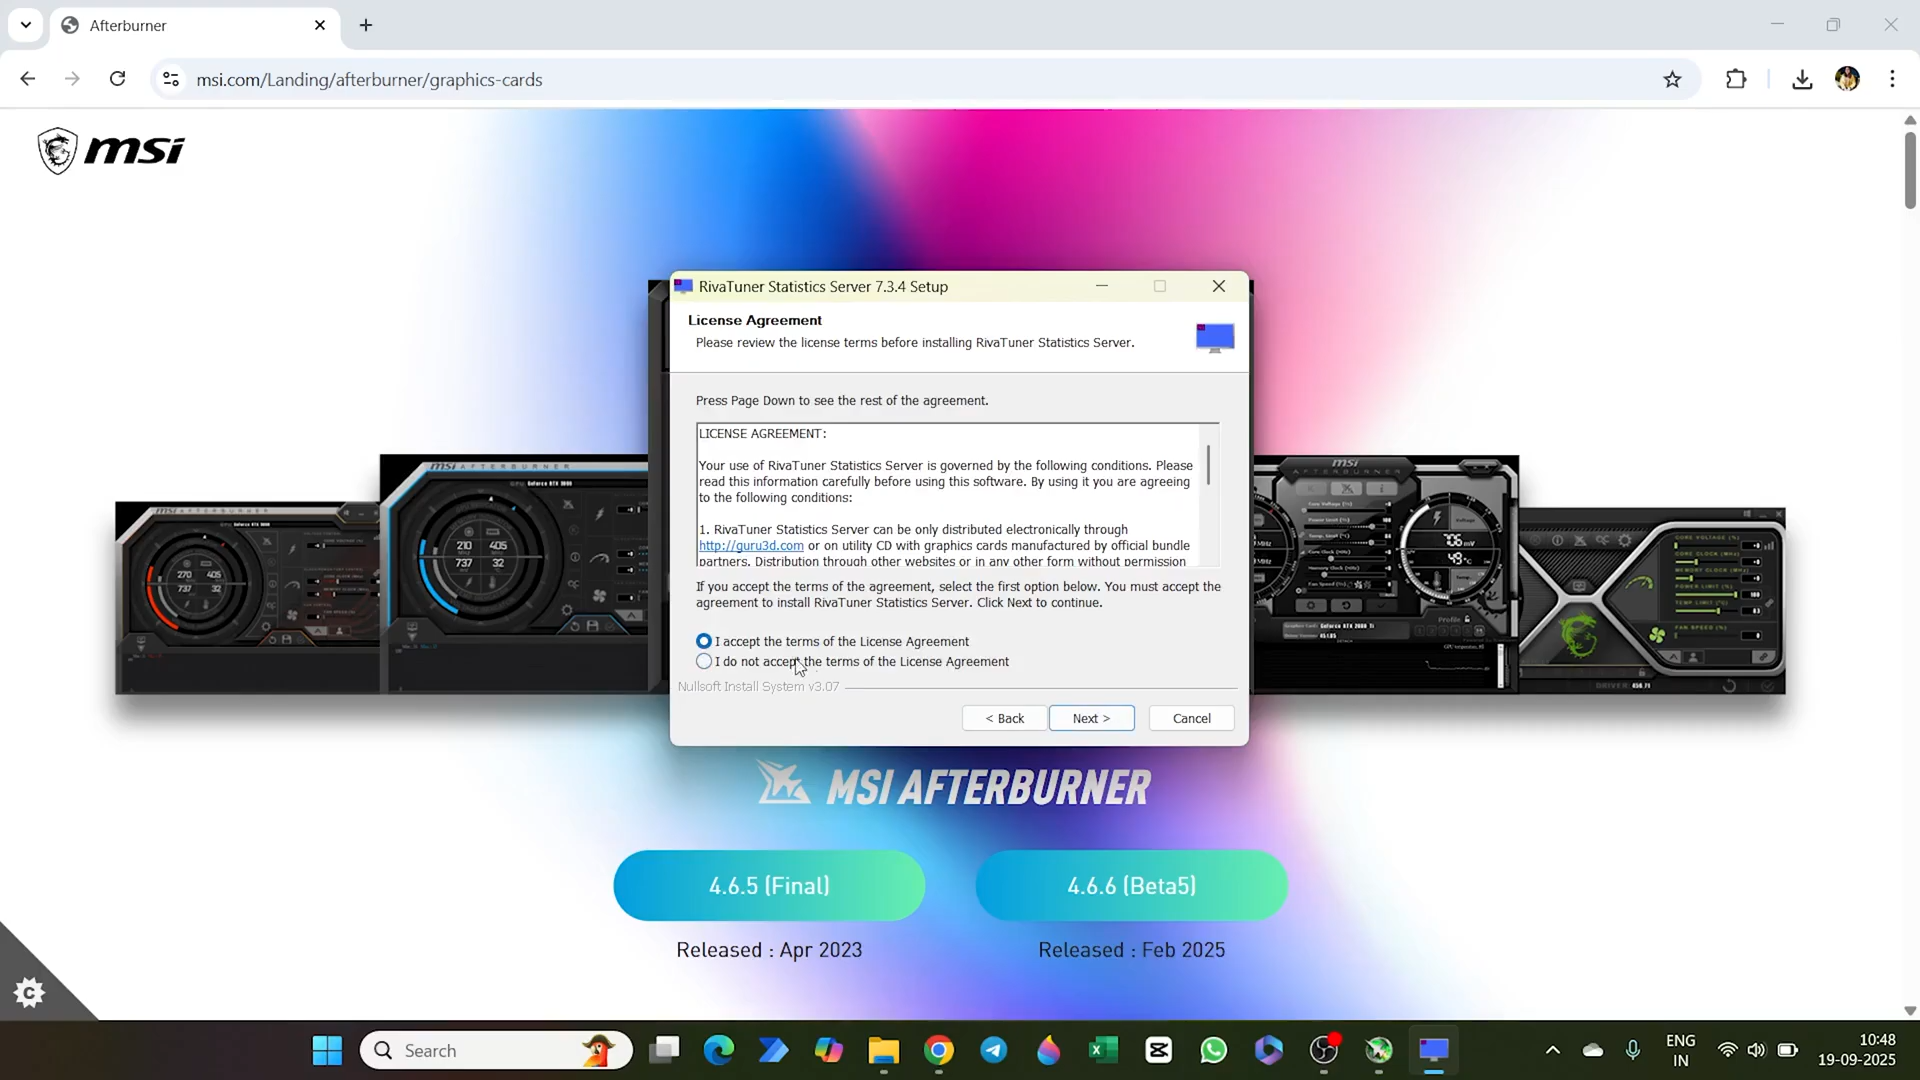 Afterburner
msi.com/Landing/afterburner/graphics-cards
msi
RivaTuner Statistics Server 7.3.4 Setup
License Agreement
Please review the license terms before installing RivaTuner Statistics Server.
Press Page Down to see the rest of the agreement.
LICENSE AGREEMENT:
Your use of RivaTuner Statistics Server is governed by the following conditions. Please
read this information carefully before using this software. By using it you are agreeing
to the following conditions:
1. RivaTuner Statistics Server can be only distributed electronically through
http://guru3d.com or on utility CD with graphics cards manufactured by official bundle
partners. Distribution through other websites or in any other form without permission
If you accept the terms of the agreement, select the first option below. You must accept the
agreement to install RivaTuner Statistics Server. Click Next to continue.
I accept the terms of the License Agreement
I do not accept the terms of the License Agreement
Nullsoft Install System v3.07
< Back
Next >
Cancel
MSI AFTERBURNER
4.6.5 (Final)
4.6.6 (Beta5)
Released : Apr 2023
Released : Feb 2025
Search
ENG
IN
10:48
19-09-2025